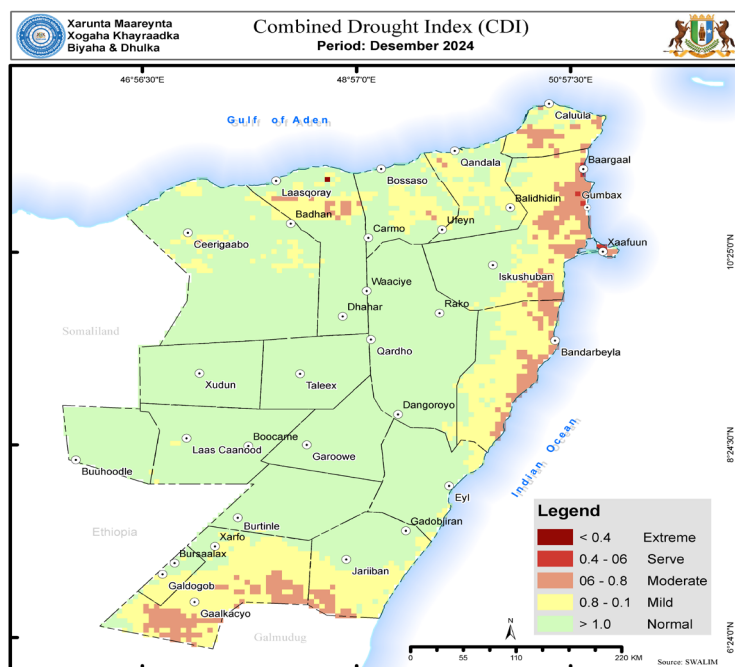 Xarunta Maareynta
Xogaha Khayraadka
Biyaha & Dhulka
Combined Drought Index (CDI)
Period: Desember 2024
46°56'30"E
48°57'0"E
50°57'30"E
Gulf of Aden
Caluula
Qandala
Baargaal
Bossaso
Laasqoray
Balidhidin
Gumbax
Badhan
Ufeyn
Carmo
Ceerigaabo
Xaafuun
10°25'0"N
Iskushuban
Waaciye
Dhahar
Rako
Somaliland
Qardho
Bandarbeyla
Xudun
Taleex
Dangoroyo
Laas Caanood
Boocame
Garoowe
8°24'30"N
Buuhoodle
Indian Ocean
Eyl
Ethiopia
Burtinle
Gadobjiran
Xarfo
Bursaalax
Jariiban
Galdogob
Gaalkacyo
Galmudug
6°24'0"N
Legend
< 0.4 Extreme
0.4 - 06 Serve
06 - 0.8 Moderate
0.8 - 0.1 Mild
> 1.0 Normal
N
0 55 110 220 KM
Source: SWALIM